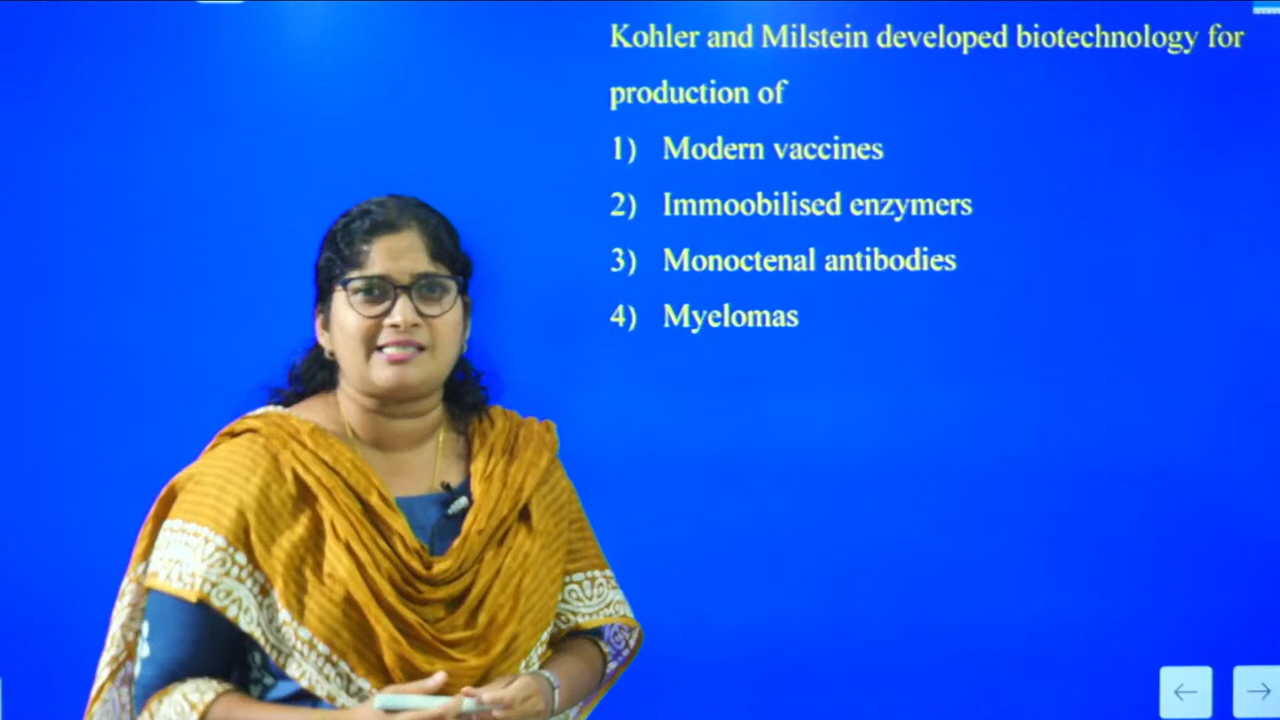 Kohler and Milstein developed biotechnology for
production of
1) Modern vaccines
2) Immoobilised enzymers
3) Monoctenal antibodies
4) Myelomas